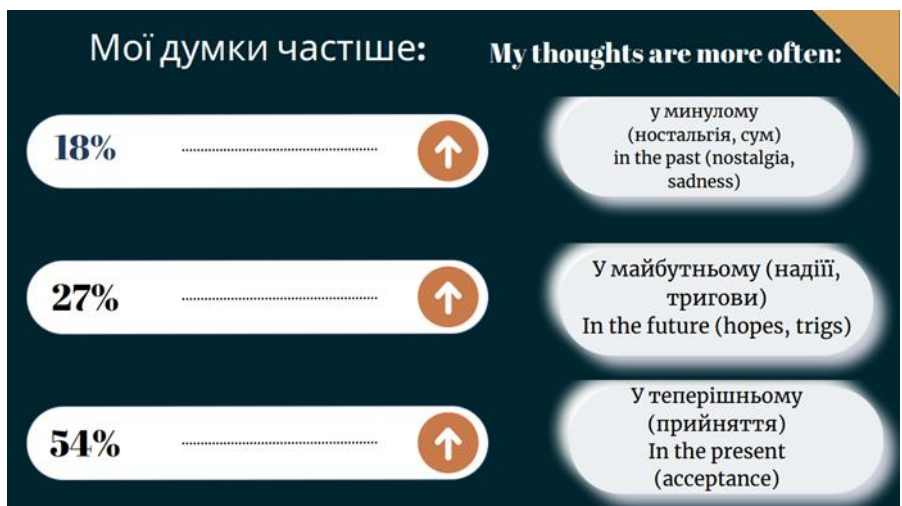 Мої думки частіше:
My thoughts are more often:
18%
у минулому
(ностальгія, сум)
in the past (nostalgia,
sadness)
27%
У майбутньому (надіїї,
тригови)
In the future (hopes, trigs)
54%
У теперішньому
(прийняття)
In the present
(acceptance)